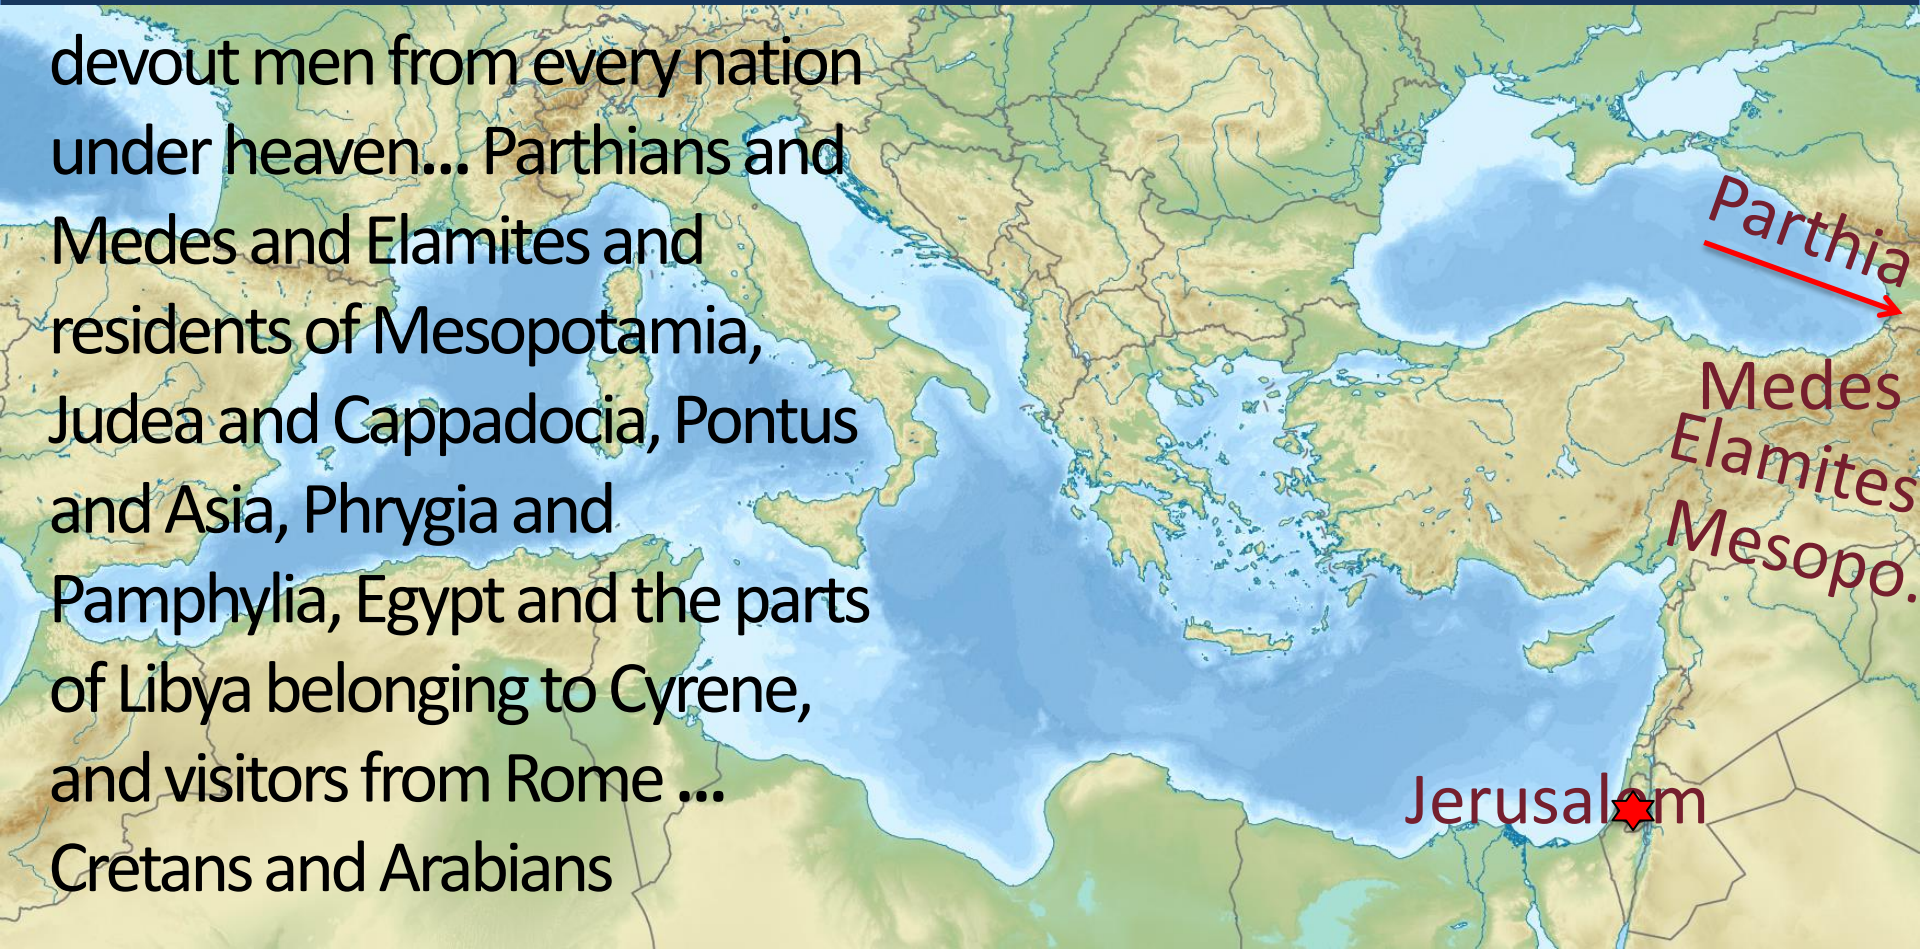 devout men from every nation
under heaven... Parthians and
Medes and Elamites and
residents of Mesopotamia,
Judea and Cappadocia, Pontus
and Asia, Phrygia and
Pamphylia, Egypt and the parts
of Libya belonging to Cyrene,
and visitors from Rome ...
Cretans and Arabians
Parthia
Medes
Elamites
Mesopo.
Jerusalem